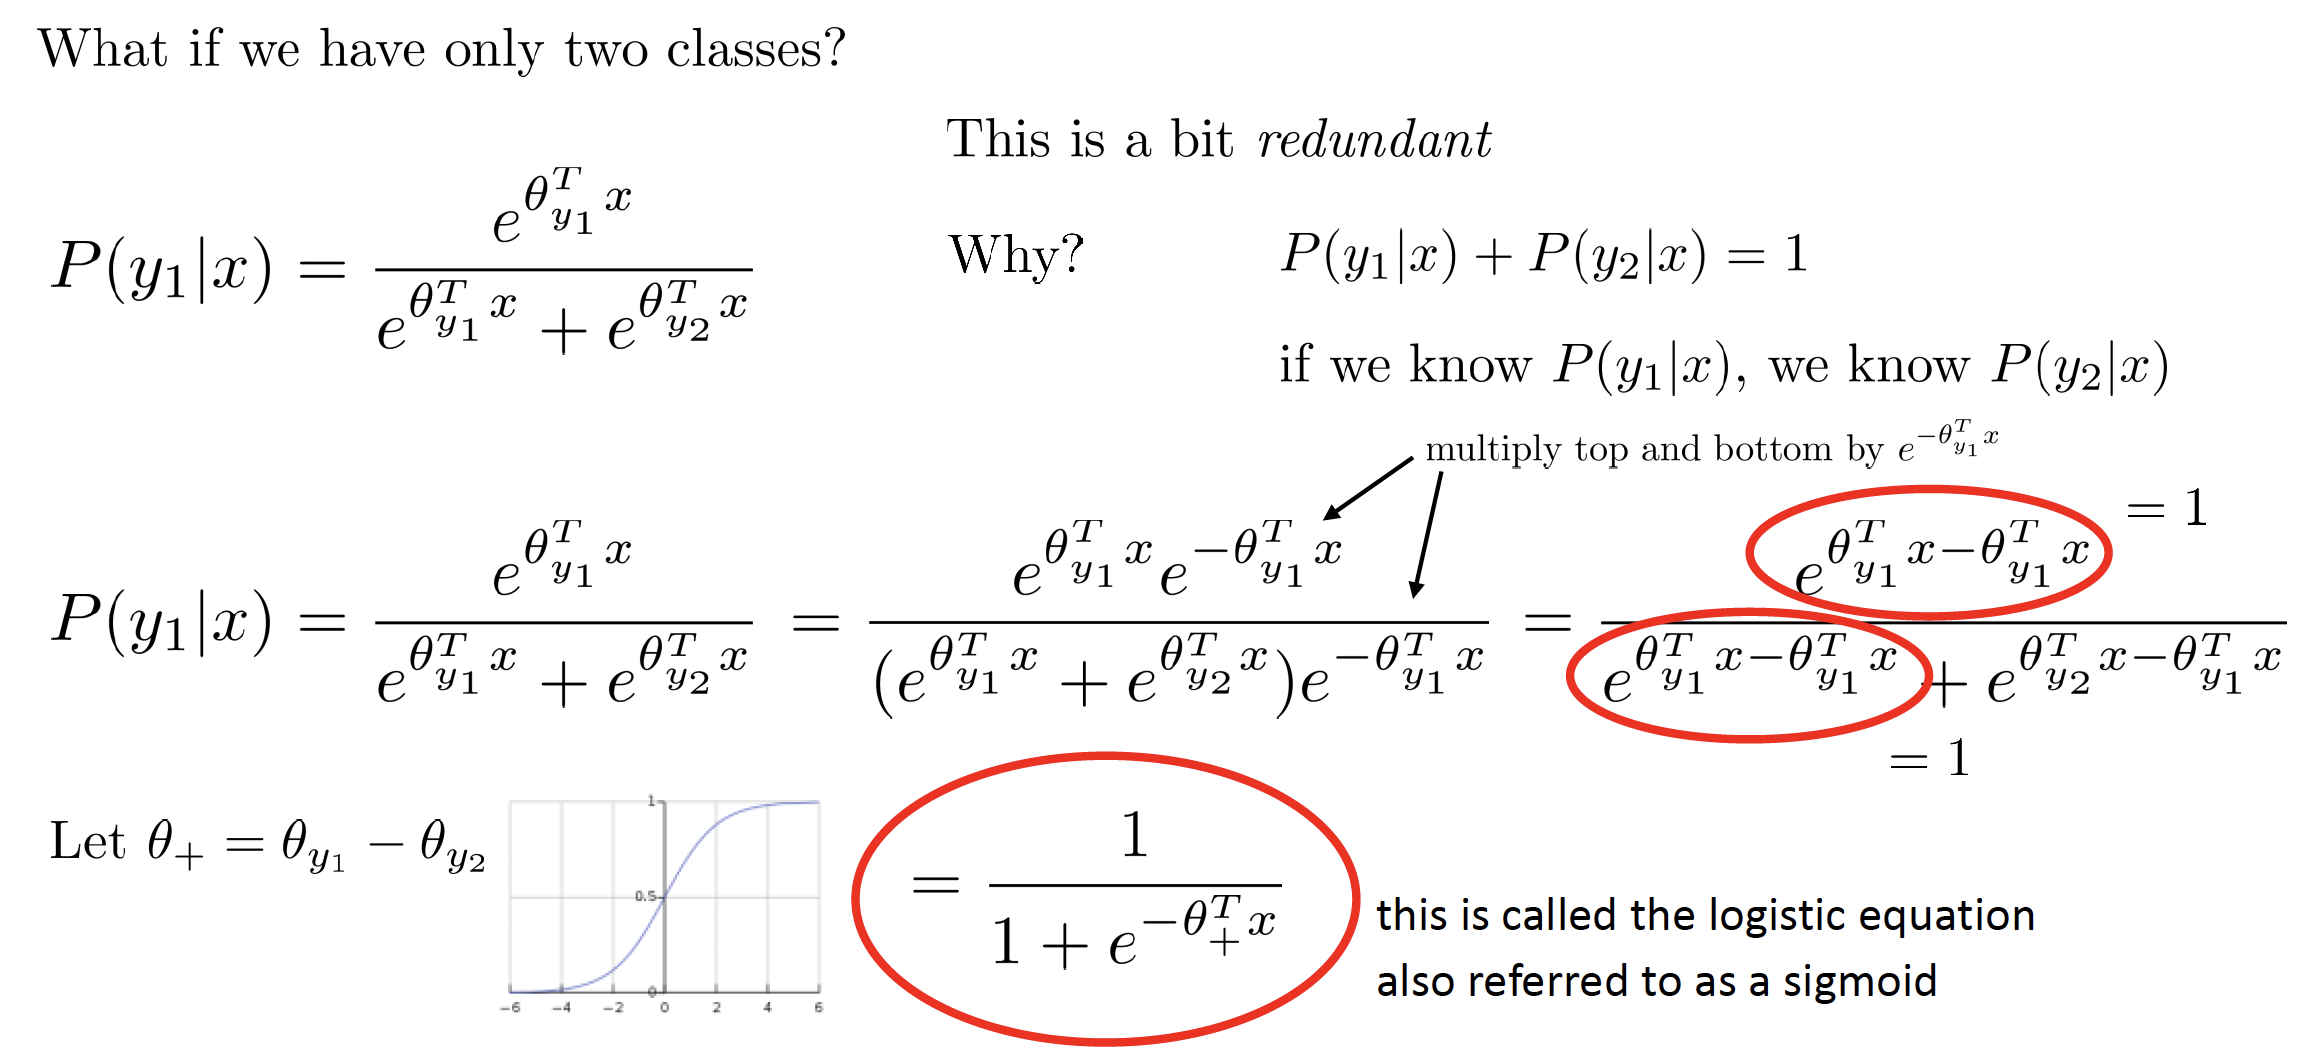 What if we have only two classes?
This is a bit redundant
$P(y_1|x) = \frac{e^{\theta_{y_1}^T x}}{e^{\theta_{y_1}^T x} + e^{\theta_{y_2}^T x}}$
Why? $P(y_1|x) + P(y_2|x) = 1$
if we know $P(y_1|x)$, we know $P(y_2|x)$
multiply top and bottom by $e^{-\theta_{y_1}^T x}$
$P(y_1|x) = \frac{e^{\theta_{y_1}^T x}}{e^{\theta_{y_1}^T x} + e^{\theta_{y_2}^T x}} = \frac{e^{\theta_{y_1}^T x} e^{-\theta_{y_1}^T x}}{(e^{\theta_{y_1}^T x} + e^{\theta_{y_2}^T x}) e^{-\theta_{y_1}^T x}} = \frac{e^{\theta_{y_1}^T x - \theta_{y_1}^T x}}{e^{\theta_{y_1}^T x - \theta_{y_1}^T x} + e^{\theta_{y_2}^T x - \theta_{y_1}^T x}}$
= 1
= 1
Let $\theta_+ = \theta_{y_1} - \theta_{y_2}$
1
0.5
0
−6 −4 −2 0 2 4 6
$= \frac{1}{1 + e^{-\theta_+^T x}}$
this is called the logistic equation
also referred to as a sigmoid